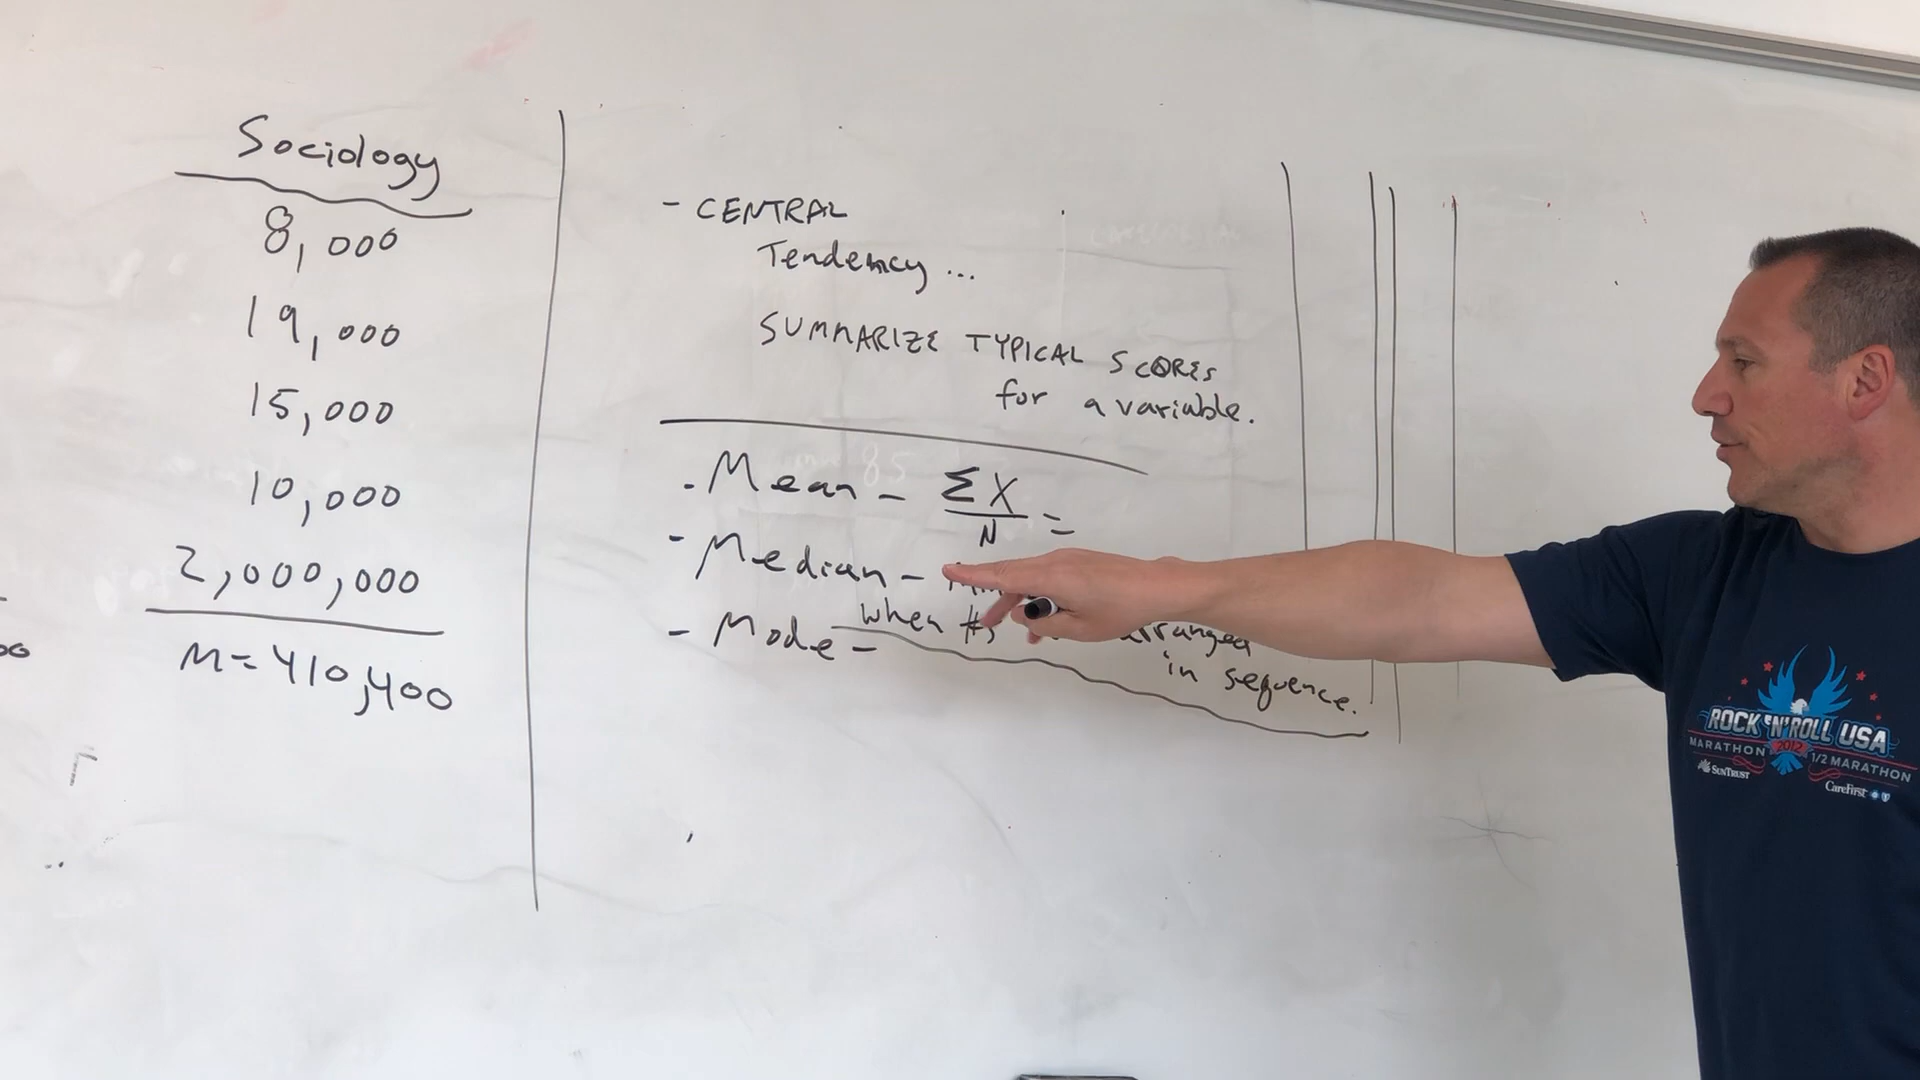 Sociology
8,000
19,000
15,000
10,000
2,000,000
M=410,400
- CENTRAL
Tendency ...
SUMMARIZE TYPICAL SCORES
for a variable.
- Mean - ΣX
N =
- Median -
when #s arranged
in sequence.
- Mode -
ROCK 'N' ROLL USA
MARATHON 2012 1/2 MARATHON
SUNTRUST
CareFirst